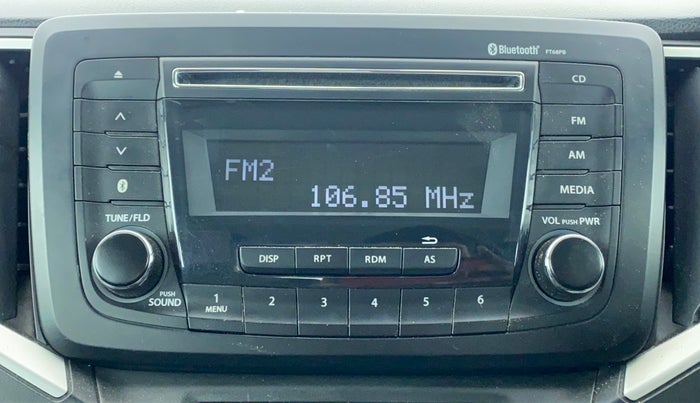 Bluetooth® FT68PB
CD
FM
AM
MEDIA
FM2
106.85 MHz
TUNE/FLD
VOL PUSH PWR
DISP RPT RDM AS
PUSH
SOUND
1 2 3 4 5 6
MENU